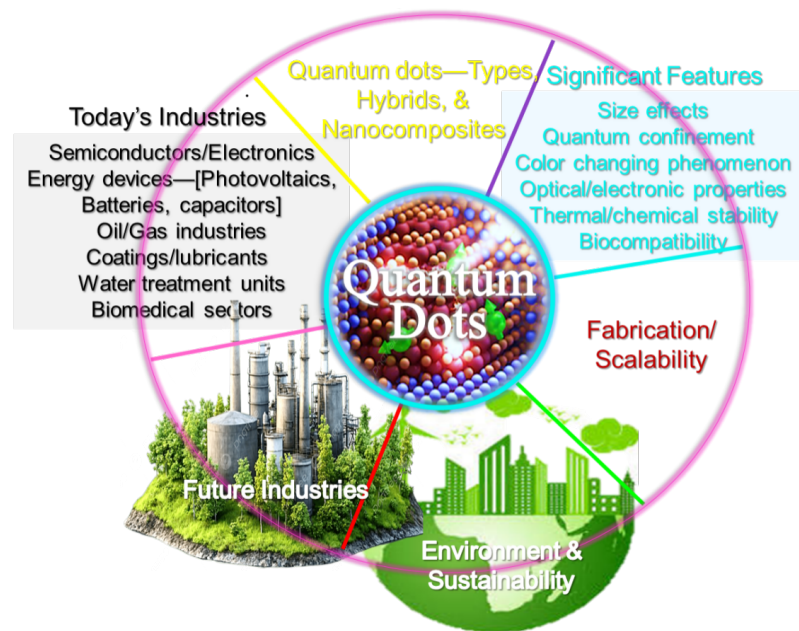 Quantum dots—Types,
Hybrids, &
Nanocomposites
Significant Features
Size effects
Quantum confinement
Color changing phenomenon
Optical/electronic properties
Thermal/chemical stability
Biocompatibility
Today's Industries
Semiconductors/Electronics
Energy devices—[Photovoltaics,
Batteries, capacitors]
Oil/Gas industries
Coatings/lubricants
Water treatment units
Biomedical sectors
Quantum
Dots
Fabrication/
Scalability
Future Industries
Environment &
Sustainability